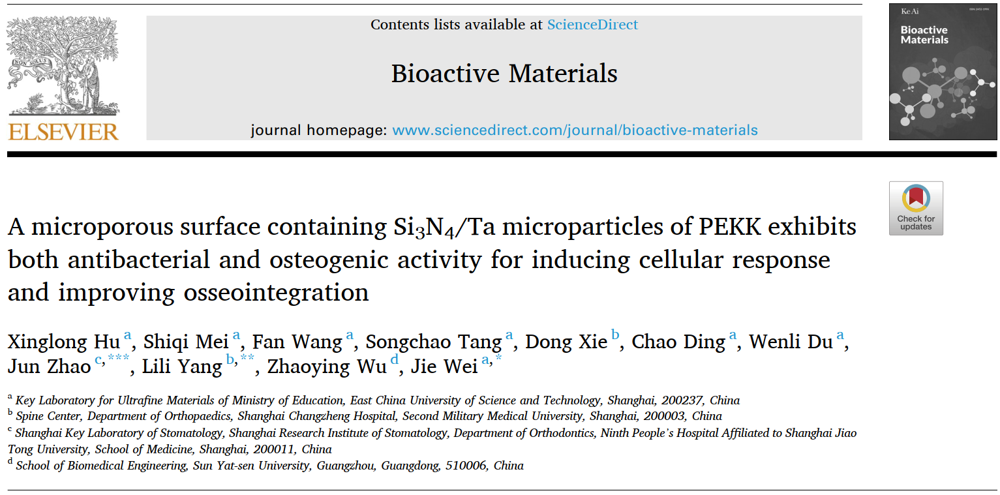 Contents lists available at ScienceDirect
Bioactive Materials
journal homepage: www.sciencedirect.com/journal/bioactive-materials
NON SOLUS
ELSEVIER
Ke Ai
Bioactive
Materials
Check for
updates
A microporous surface containing Si₃N₄/Ta microparticles of PEKK exhibits
both antibacterial and osteogenic activity for inducing cellular response
and improving osseointegration
Xinglong Hu a, Shiqi Mei a, Fan Wang a, Songchao Tang a, Dong Xie b, Chao Ding a, Wenli Du a,
Jun Zhao c,***, Lili Yang b,**, Zhaoying Wu d, Jie Wei a,*
a Key Laboratory for Ultrafine Materials of Ministry of Education, East China University of Science and Technology, Shanghai, 200237, China
b Spine Center, Department of Orthopaedics, Shanghai Changzheng Hospital, Second Military Medical University, Shanghai, 200003, China
c Shanghai Key Laboratory of Stomatology, Shanghai Research Institute of Stomatology, Department of Orthodontics, Ninth People's Hospital Affiliated to Shanghai Jiao
Tong University, School of Medicine, Shanghai, 200011, China
d School of Biomedical Engineering, Sun Yat-sen University, Guangzhou, Guangdong, 510006, China